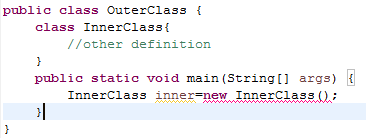 public class OuterClass {
    class InnerClass{
        //other definition
    }
    public static void main(String[] args) {
        InnerClass inner=new InnerClass();
    }
}